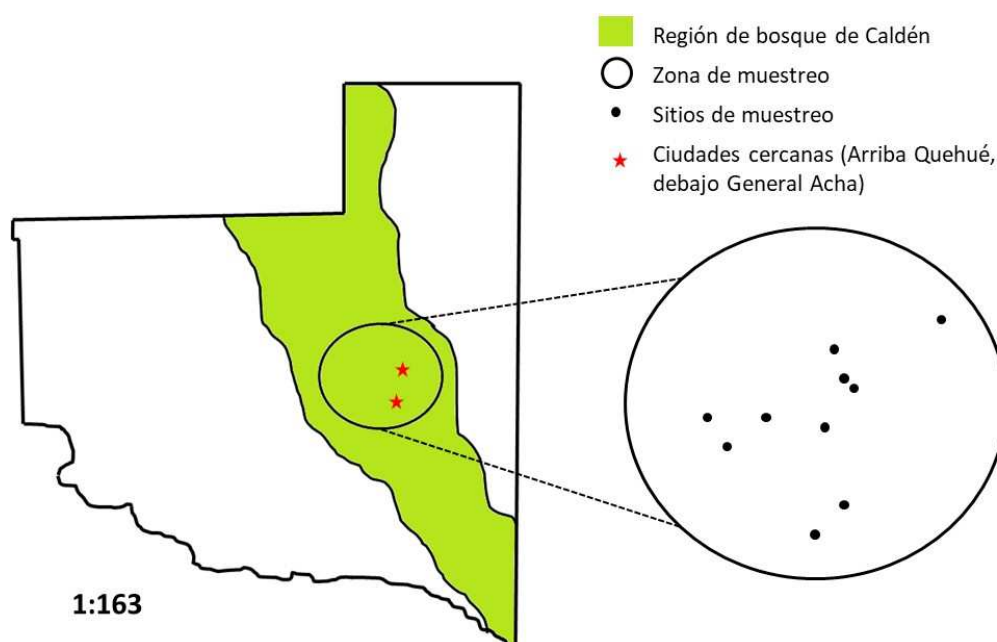 Región de bosque de Caldén
Zona de muestreo
Sitios de muestreo
Ciudades cercanas (Arriba Quehué,
debajo General Acha)
1:163